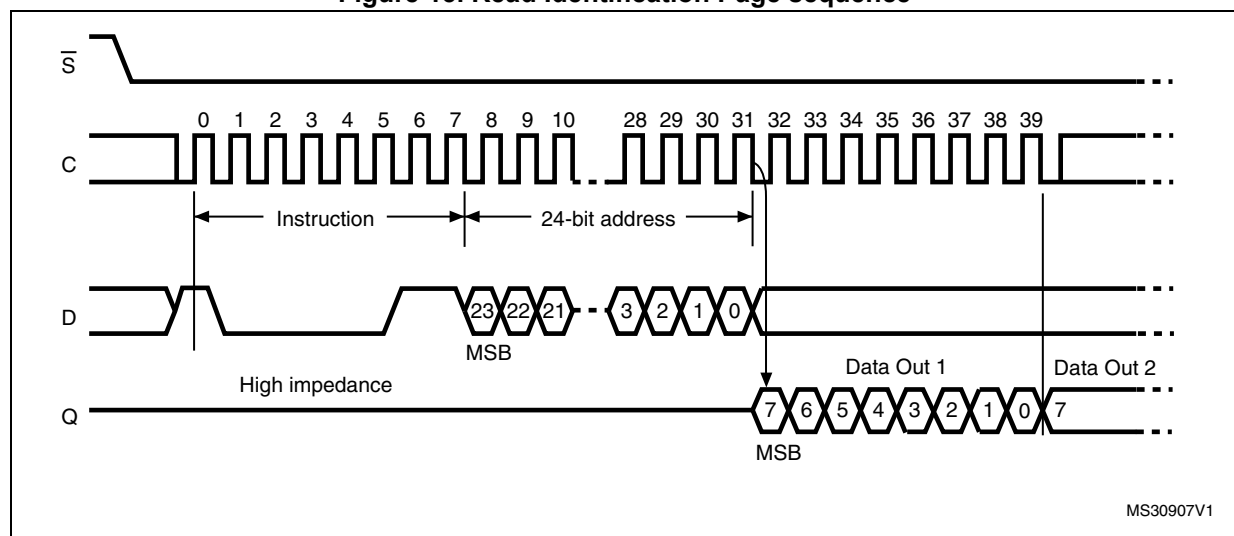 Figure 16. Read Identification Page sequence
S
0 1 2 3 4 5 6 7 8 9 10 28 29 30 31 32 33 34 35 36 37 38 39
C
Instruction 24-bit address
D
23 22 21 3 2 1 0
MSB
High impedance
Data Out 1 Data Out 2
Q
7 6 5 4 3 2 1 0 7
MSB
MS30907V1